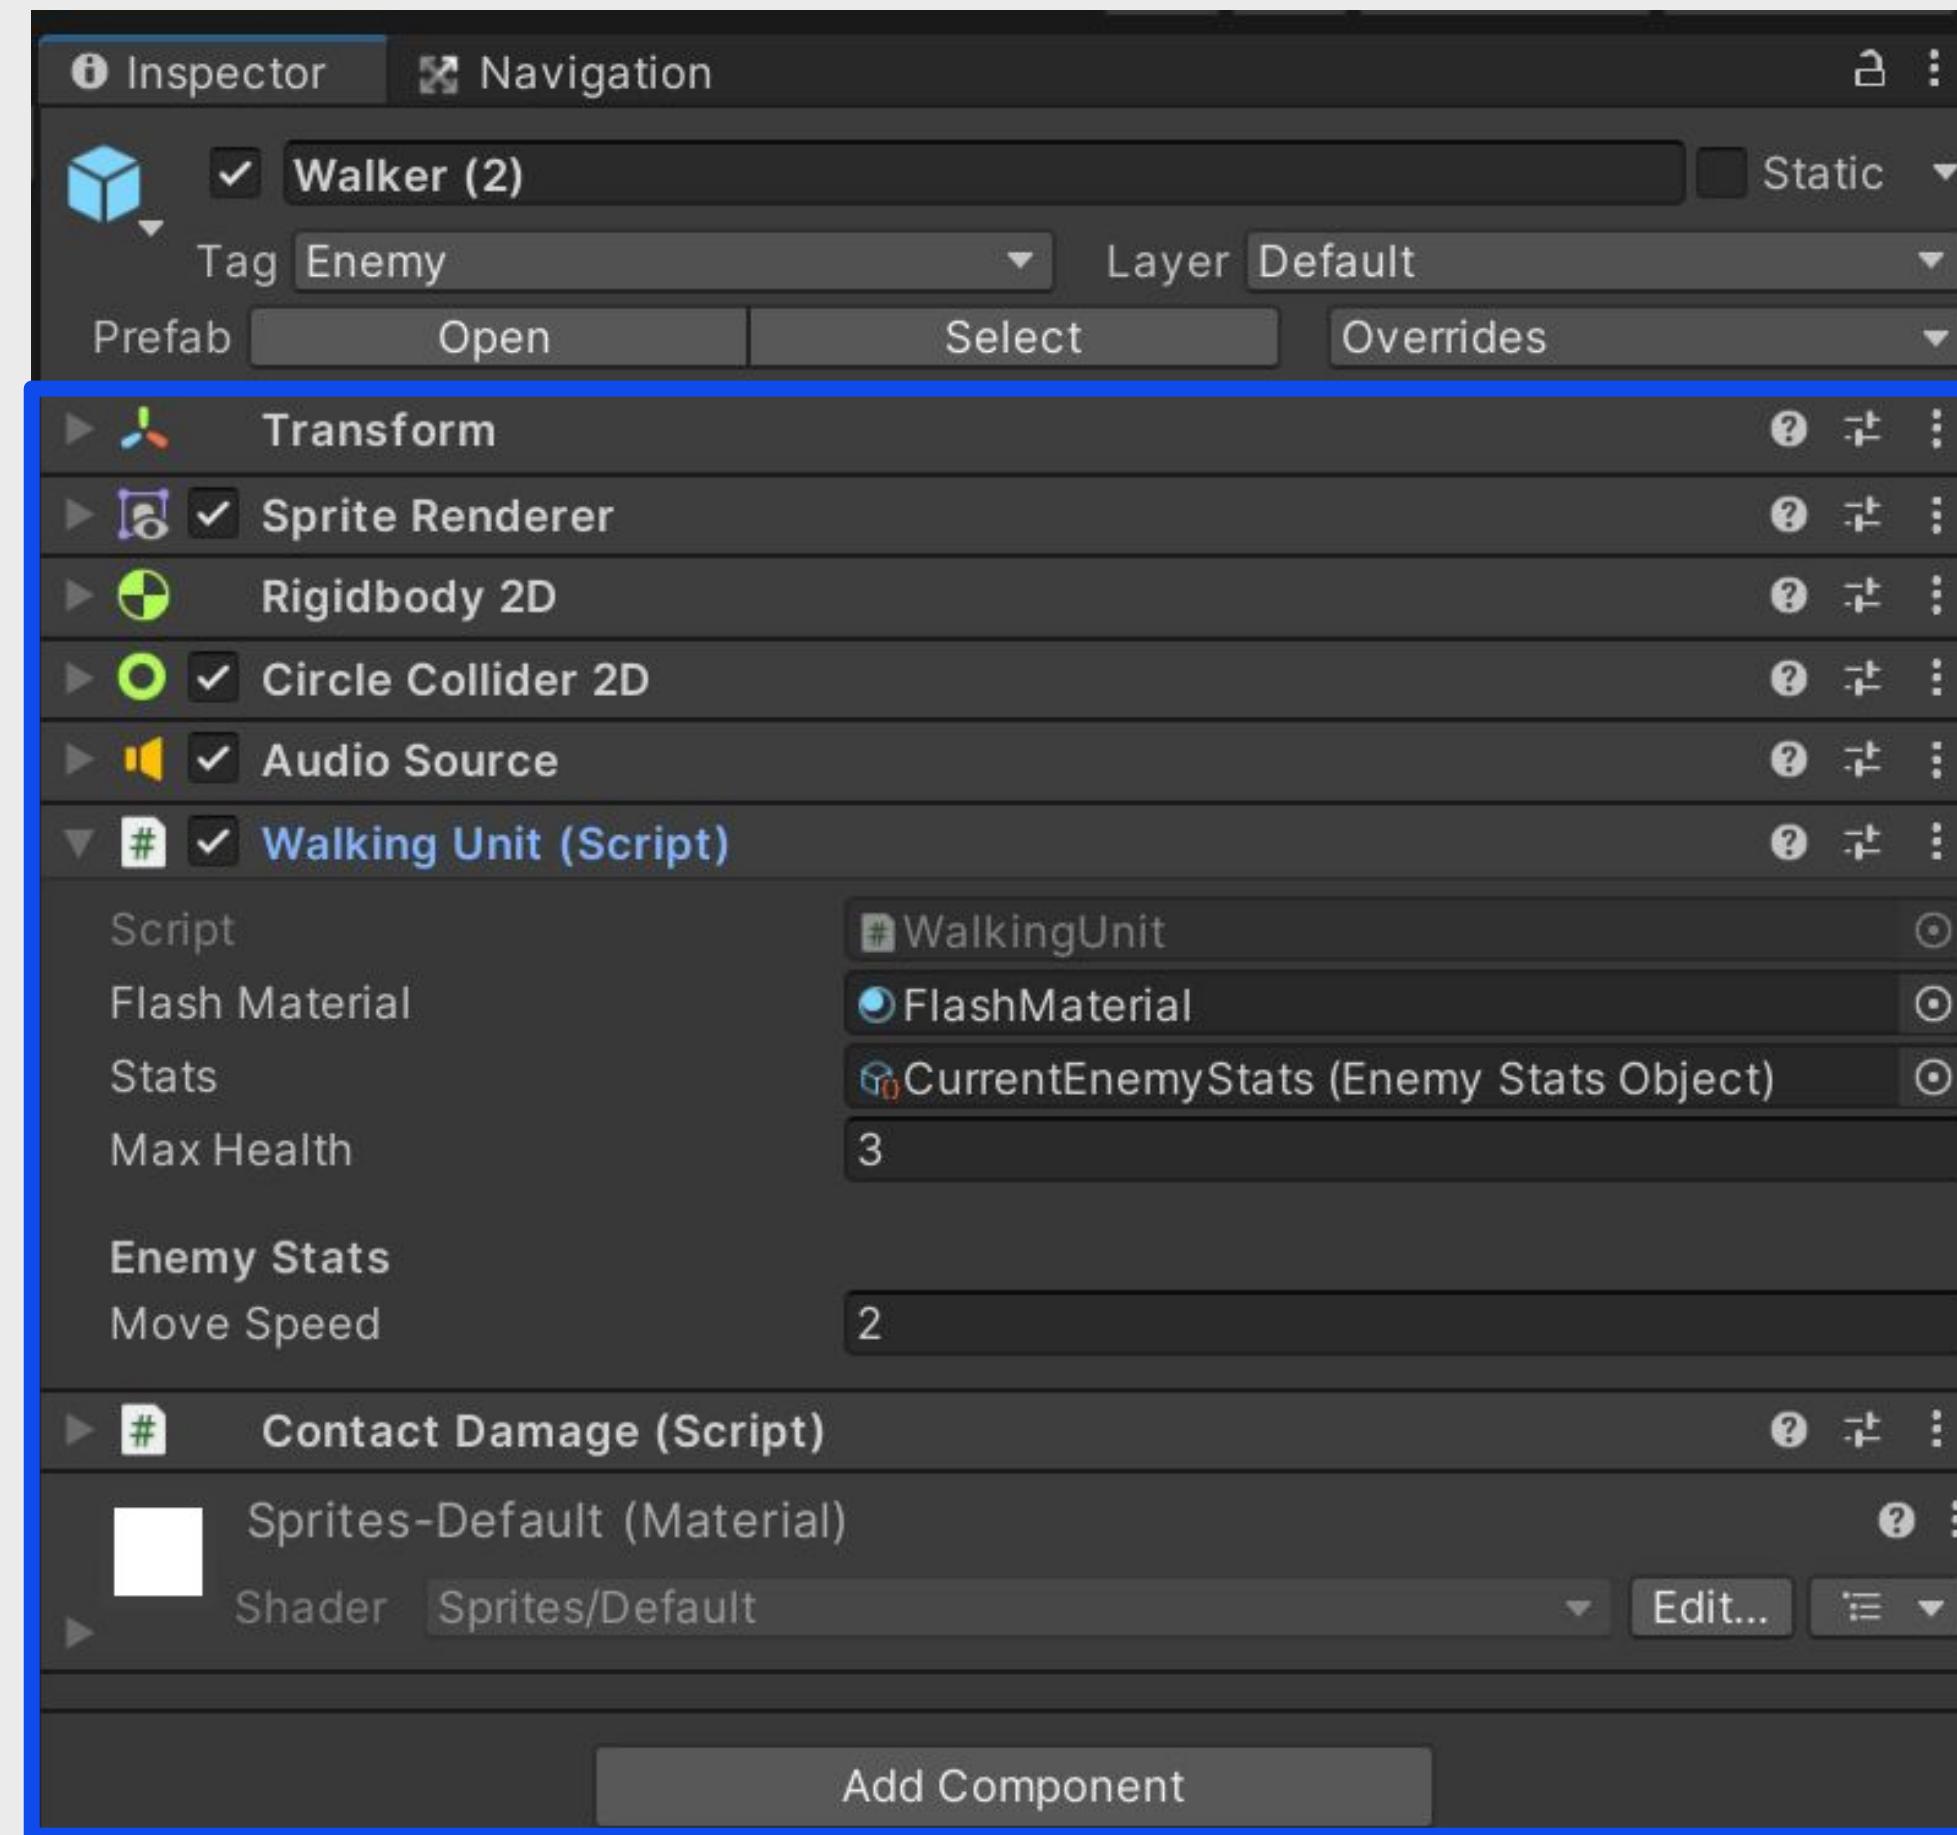 Inspector Navigation
Walker (2) Static
Tag Enemy Layer Default
Prefab Open Select Overrides
Transform
Sprite Renderer
Rigidbody 2D
Circle Collider 2D
Audio Source
# Walking Unit (Script)
Script # WalkingUnit
Flash Material FlashMaterial
Stats CurrentEnemyStats (Enemy Stats Object)
Max Health 3
Enemy Stats
Move Speed 2
# Contact Damage (Script)
Sprites-Default (Material)
Shader Sprites/Default Edit...
Add Component